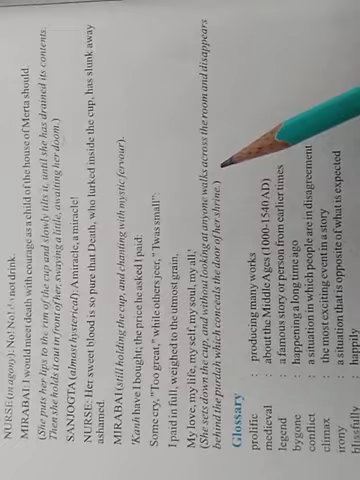 NURSE (in agony): No! No! Do not drink.
MIRABAI: I would meet death with courage as a child of the house of Merta should.
(She puts her lips to the rim of the cup and slowly tilts it, until she has drained its contents.
Then she holds it out in front of her, swaying a little, awaiting her doom.)
SANJOGTA (almost hysterical): A miracle, a miracle!
NURSE: Her sweet blood is so pure that Death, who lurked inside the cup, has slunk away
ashamed.
MIRABAI (still holding the cup, and chanting with mystic fervour).
'Kanh have I bought; the price he asked I paid:
Some cry, "Too great," while others jeer, "Twas small":
I paid in full, weighed to the utmost grain,
My love, my life, my self, my soul, my all;'
(She sets down the cup, and without looking at anyone walks across the room and disappears
behind the purdah which conceals the door of her shrine.)
Glossary
prolific : producing many works
medieval : about the Middle Ages (1000-1540 AD)
legend : a famous story or person from earlier times
bygone : happening a long time ago
conflict : a situation in which people are in disagreement
climax : the most exciting event in a story
irony : a situation that is opposite of what is expected
blissfully : happily